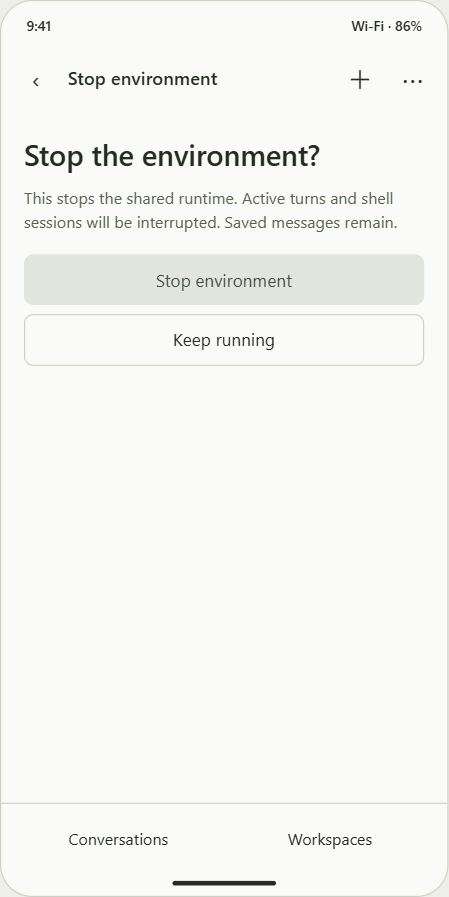 9:41
Wi-Fi · 86%
‹ Stop environment + ...
Stop the environment?
This stops the shared runtime. Active turns and shell
sessions will be interrupted. Saved messages remain.
Stop environment
Keep running
Conversations
Workspaces